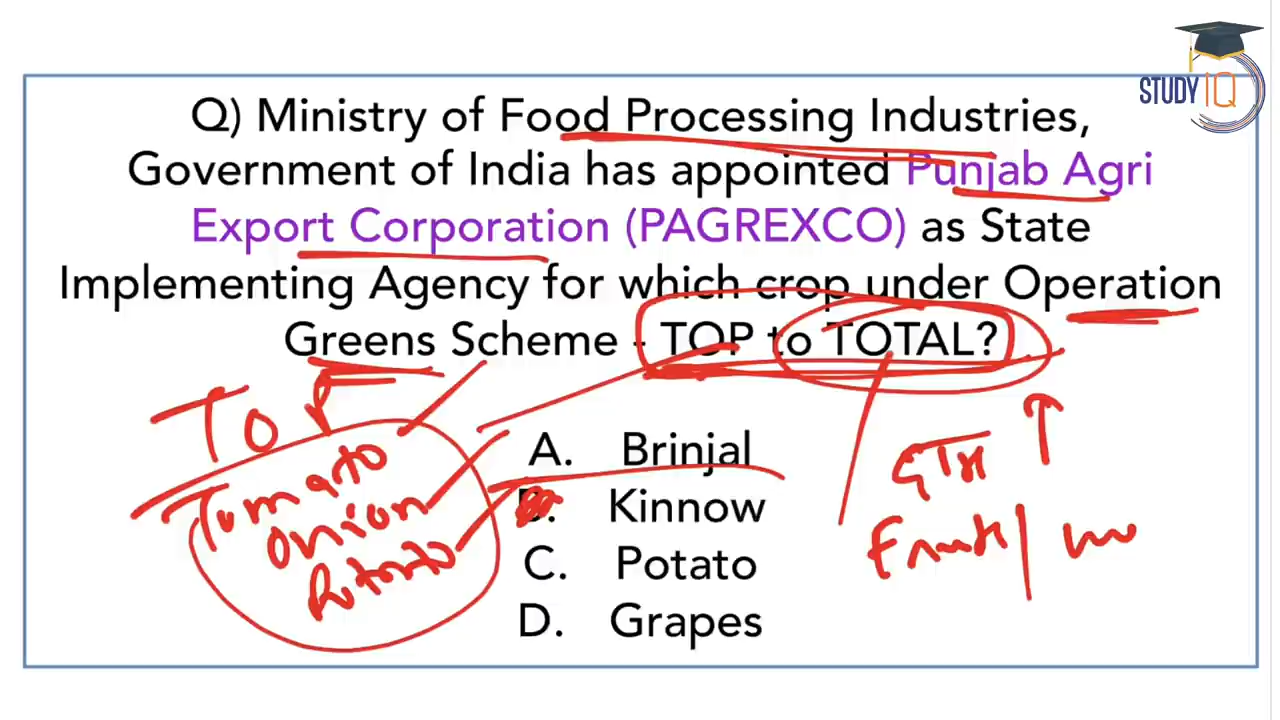 STUDY IQ
Q) Ministry of Food Processing Industries,
Government of India has appointed Punjab Agri
Export Corporation (PAGREXCO) as State
Implementing Agency for which crop under Operation
Greens Scheme - TOP to TOTAL?
TOP
Tomato
onion
Potato
A. Brinjal
B. Kinnow
C. Potato
D. Grapes